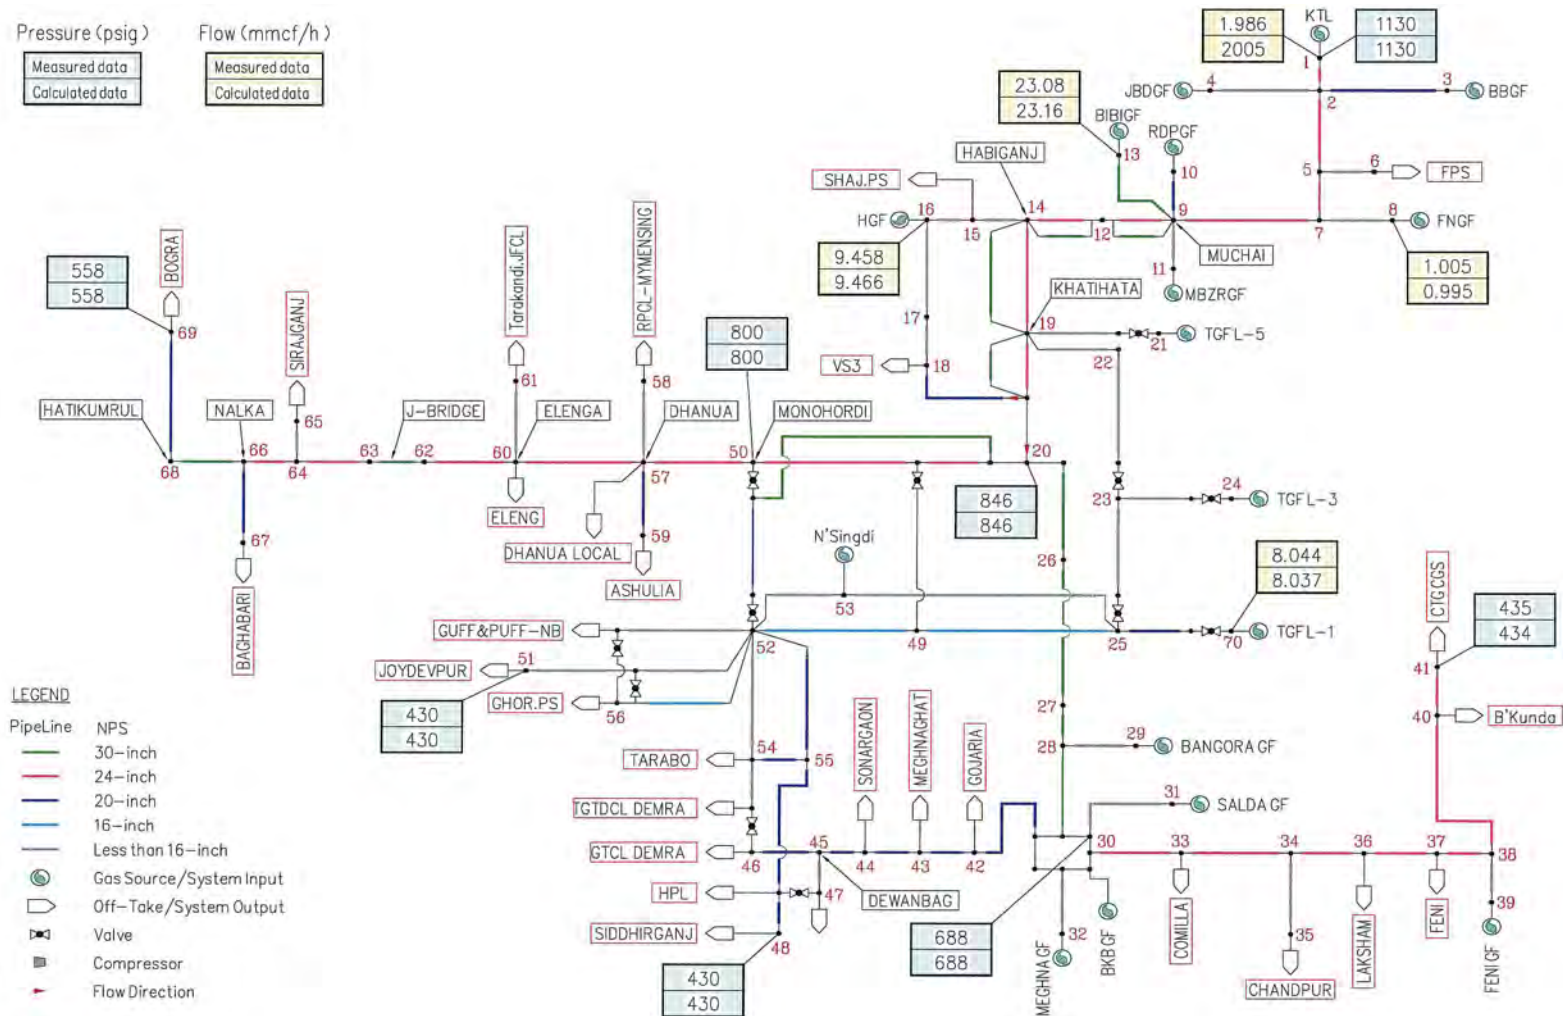 Pressure (psig)
Flow (mmcf/h)
Measured data
Calculated data
Measured data
Calculated data
1.986
2005
KTL
1130
1130
1
JBDGF
4
2
3
BBGF
23.08
23.16
BIBIGF
13
RDPGF
10
5
6
FPS
HABIGANJ
SHAJ.PS
HGF
16
15
14
12
9
7
8
FNGF
MUCHAI
11
MBZRGF
1.005
0.995
9.458
9.466
KHATIHATA
17
19
21
TGFL-5
22
VS3
18
558
558
BOGRA
69
SIRAJGANJ
65
Tarakandi.JFCL
61
RPCL-MYMENSING
58
800
800
HATIKUMRUL
NALKA
J-BRIDGE
ELENGA
DHANUA
MONOHORDI
68
66
64
63
62
60
57
50
20
846
846
67
BAGHABARI
ELENG
DHANUA LOCAL
59
ASHULIA
23
24
TGFL-3
N'Singdi
53
26
8.044
8.037
GUFF&PUFF-NB
52
49
25
70
TGFL-1
JOYDEVPUR
51
GHOR.PS
56
430
430
CTG CGS
435
434
41
40
B'Kunda
27
28
29
BANGORA GF
TARABO
54
55
SONARGAON
MEGHNAGHAT
GOJARIA
31
SALDA GF
TGTDCL DEMRA
GTCL DEMRA
46
45
44
43
42
30
33
34
36
37
38
HPL
47
DEWANBAG
SIDDHIRGANJ
48
430
430
688
688
32
MEGHNA GF
BKB GF
COMILLA
35
CHANDPUR
LAKSHAM
FENI
39
FENI GF
LEGEND
PipeLine NPS
30-inch
24-inch
20-inch
16-inch
Less than 16-inch
Gas Source/System Input
Off-Take/System Output
Valve
Compressor
Flow Direction